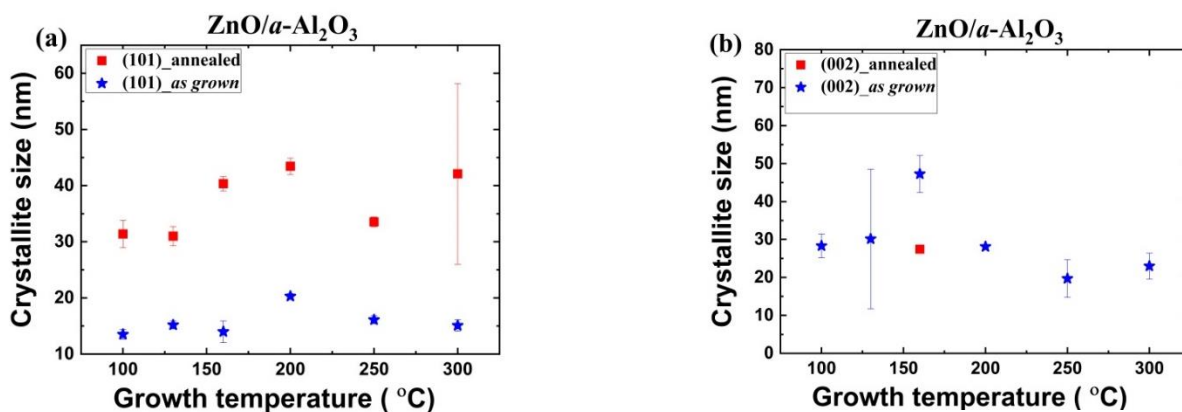 (a)
ZnO/a-Al₂O₃
(101)_annealed
(101)_as grown
Crystallite size (nm)
60
50
40
30
20
10
100 150 200 250 300
Growth temperature ( °C)
(b)
ZnO/a-Al₂O₃
(002)_annealed
(002)_as grown
Crystallite size (nm)
80
70
60
50
40
30
20
10
0
100 150 200 250 300
Growth temperature ( °C)